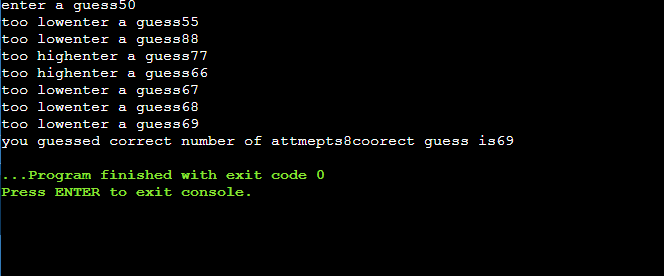 enter a guess50
too lowenter a guess55
too lowenter a guess88
too highenter a guess77
too highenter a guess66
too lowenter a guess67
too lowenter a guess68
too lowenter a guess69
you guessed correct number of attmepts8coorect guess is69
...Program finished with exit code 0
Press ENTER to exit console.